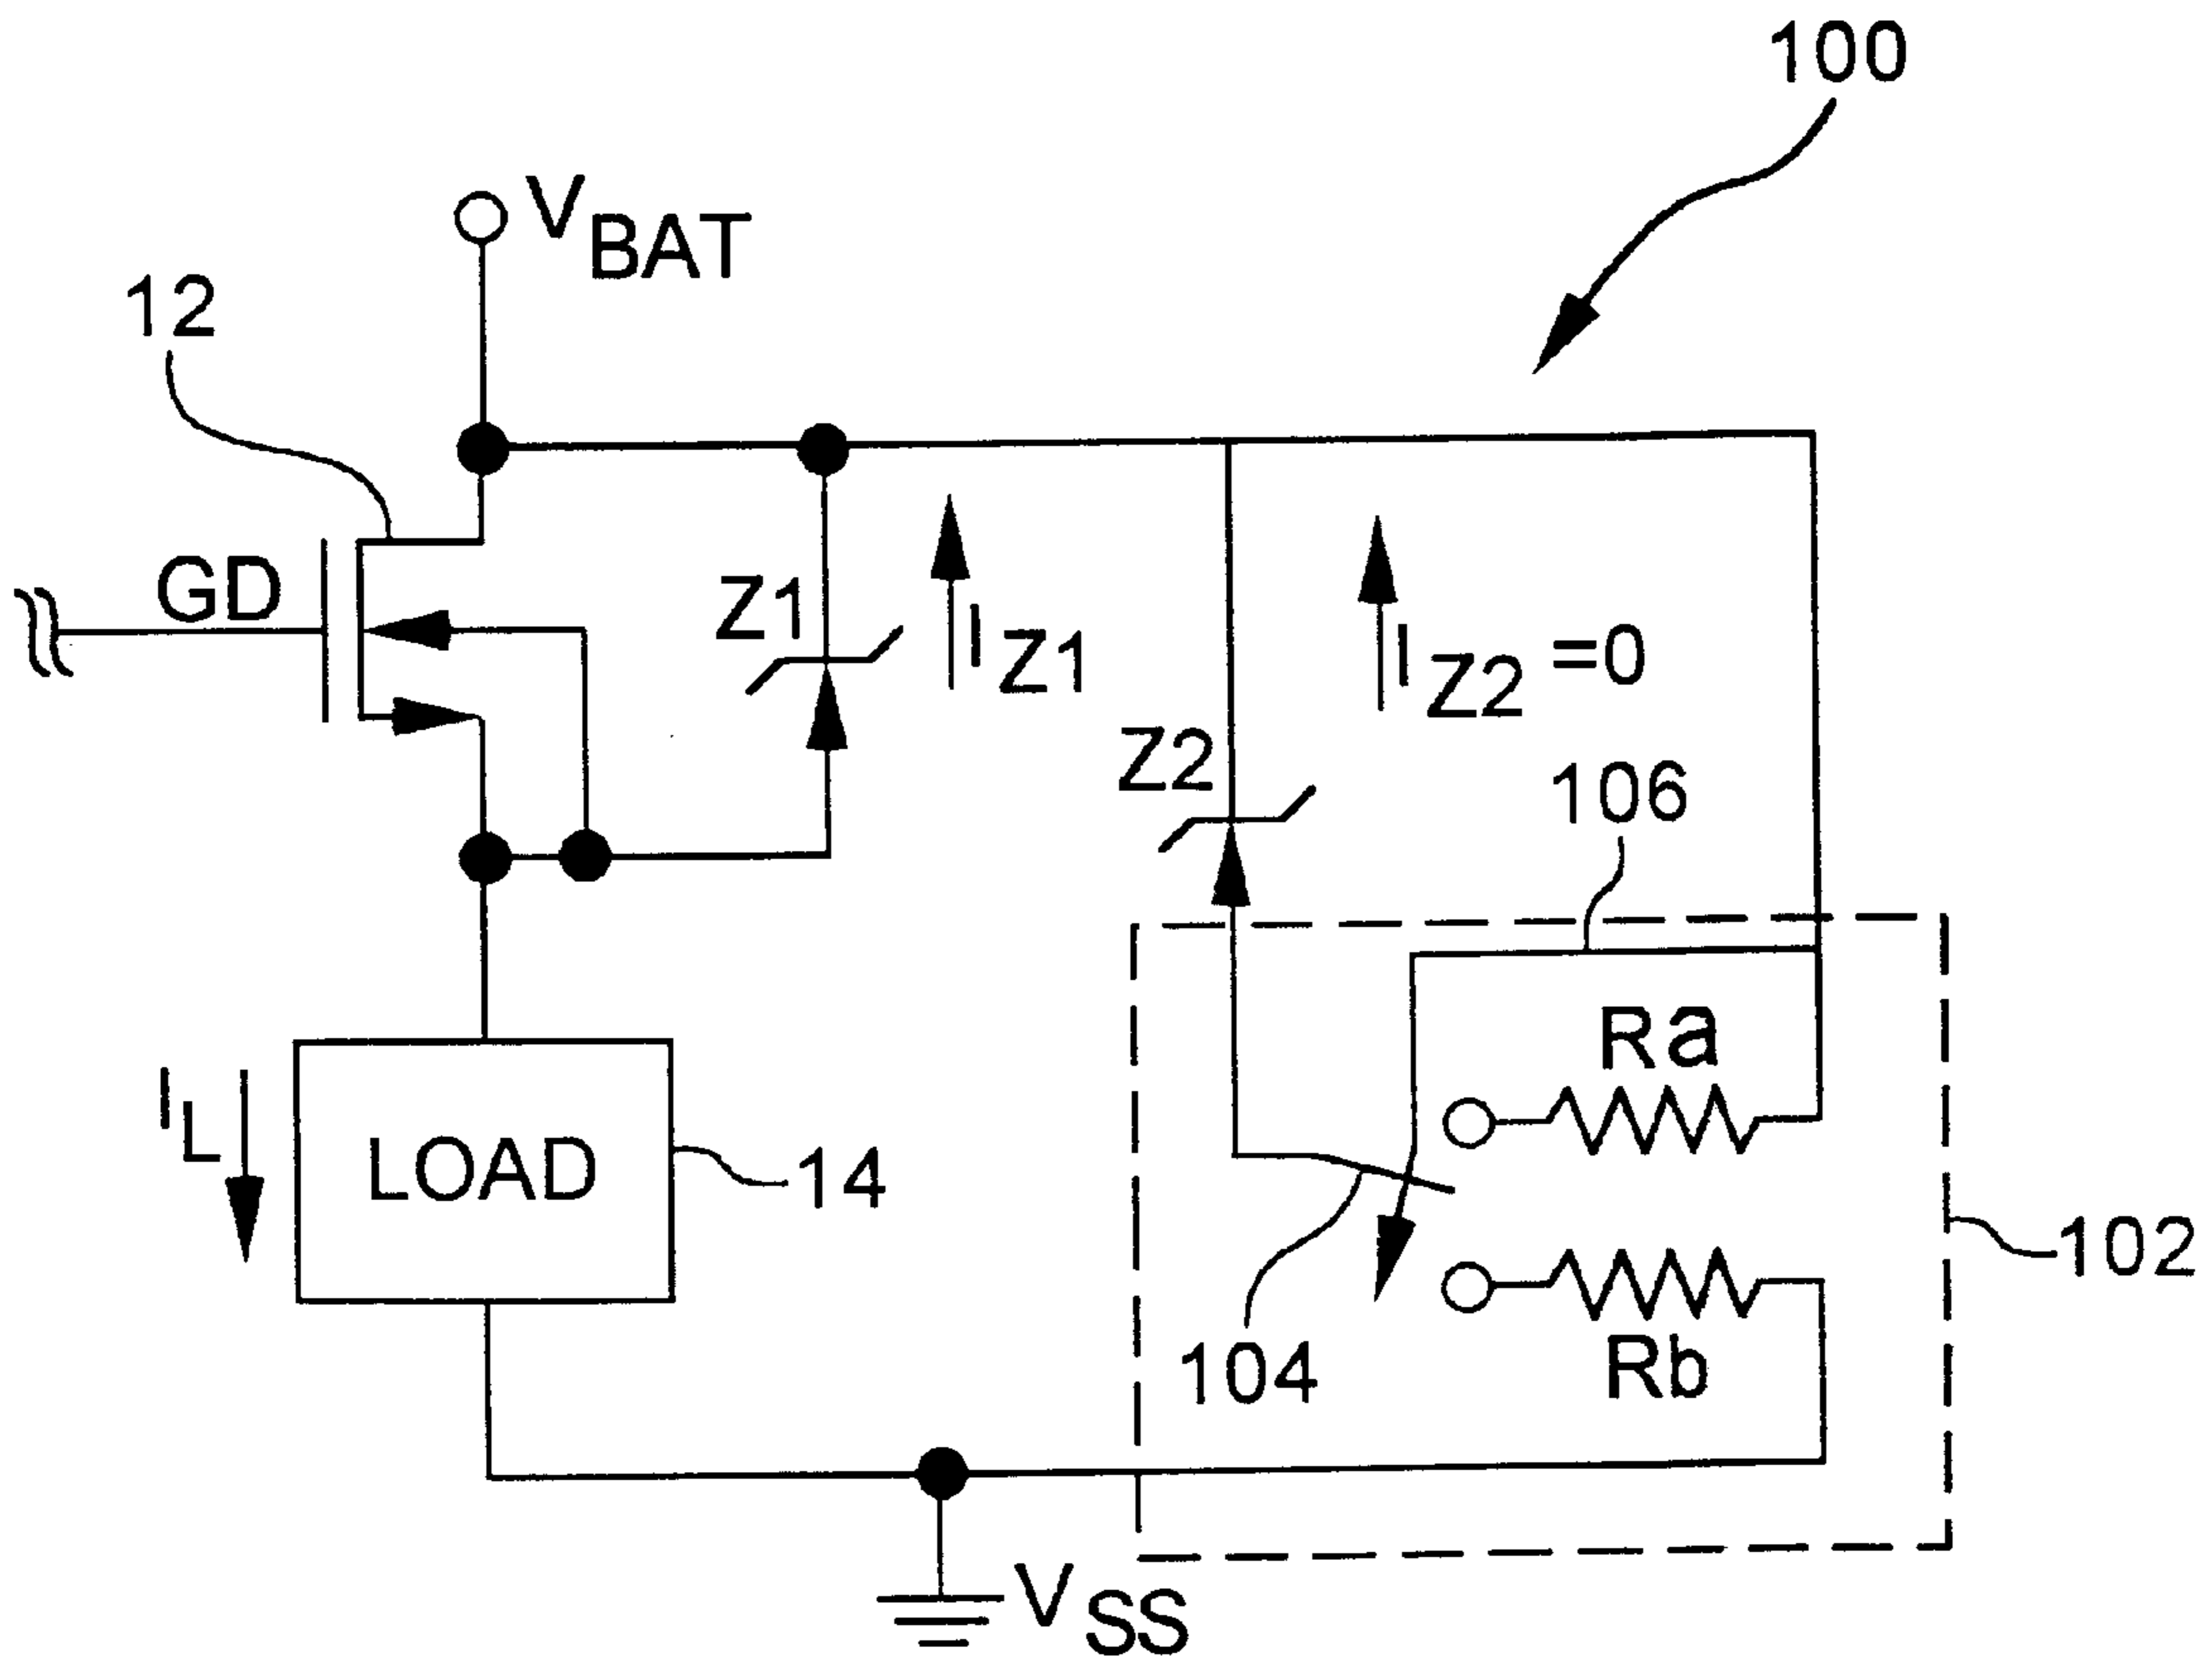 100
VBAT
12
GD
Z1
IZ1
IZ2 =0
Z2
106
Ra
IL
LOAD
14
102
104
Rb
VSS